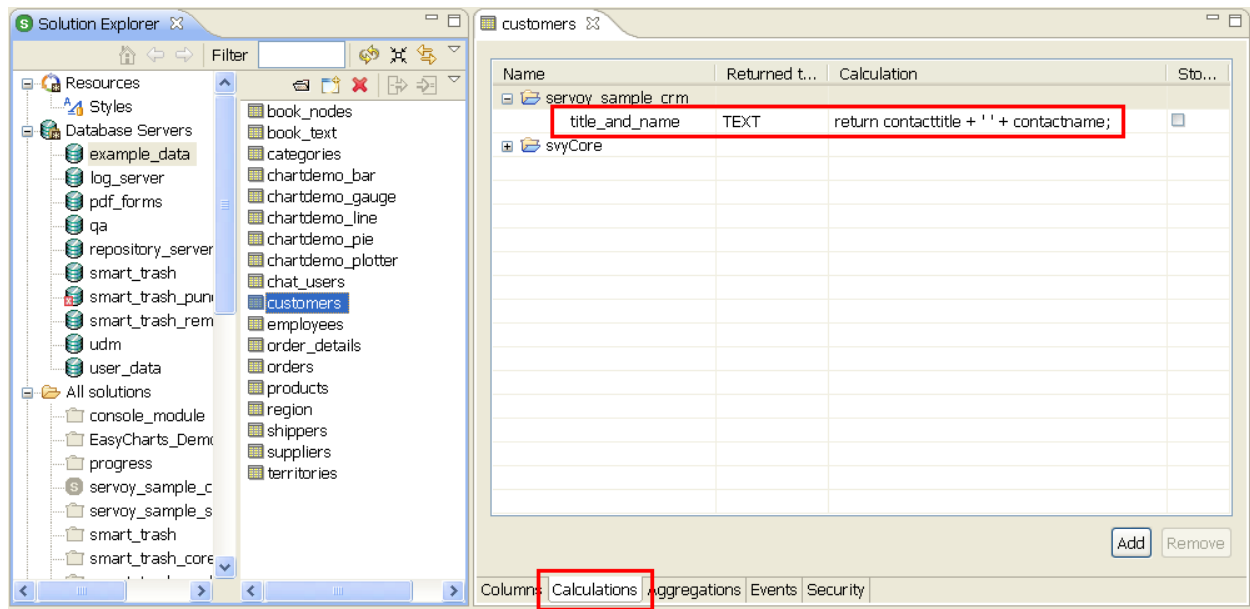 Solution Explorer
Filter
Resources
Styles
Database Servers
example_data
log_server
pdf_forms
qa
repository_server
smart_trash
smart_trash_pun
smart_trash_rem
udm
user_data
All solutions
console_module
EasyCharts_Dem
progress
servoy_sample_c
servoy_sample_s
smart_trash
smart_trash_core
book_nodes
book_text
categories
chartdemo_bar
chartdemo_gauge
chartdemo_line
chartdemo_pie
chartdemo_plotter
chat_users
customers
employees
order_details
orders
products
region
shippers
suppliers
territories
customers
Name Returned t... Calculation Sto...
servoy_sample_crm
title_and_name TEXT return contacttitle + ' ' + contactname;
svyCore
Add Remove
Columns Calculations Aggregations Events Security